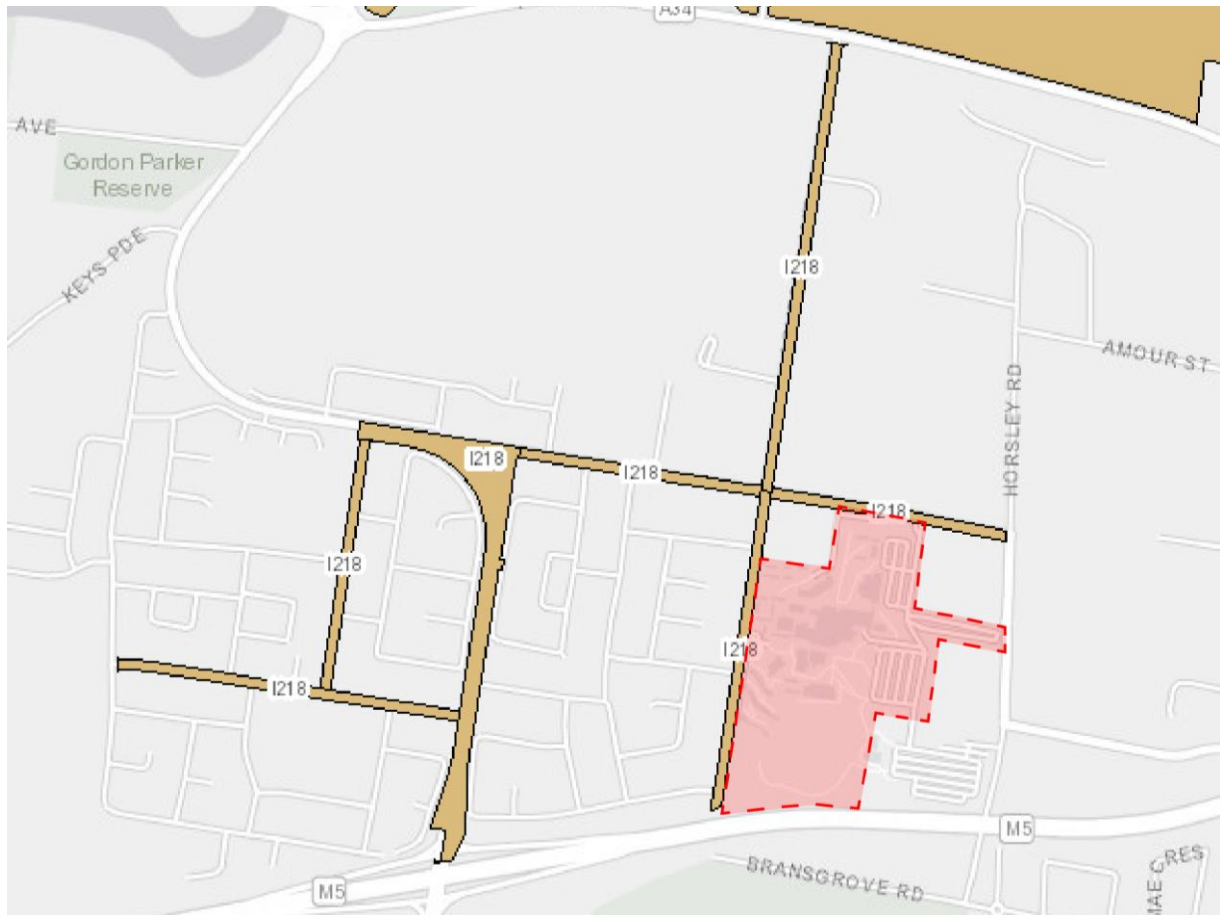 A34
AVE
Gordon Parker
Reserve
KEYS PDE
I218
AMOUR ST
HORSLEY RD
I218
I218
I218
I218
I218
I218
M5
M5
BRANSGROVE RD
MAE CRES